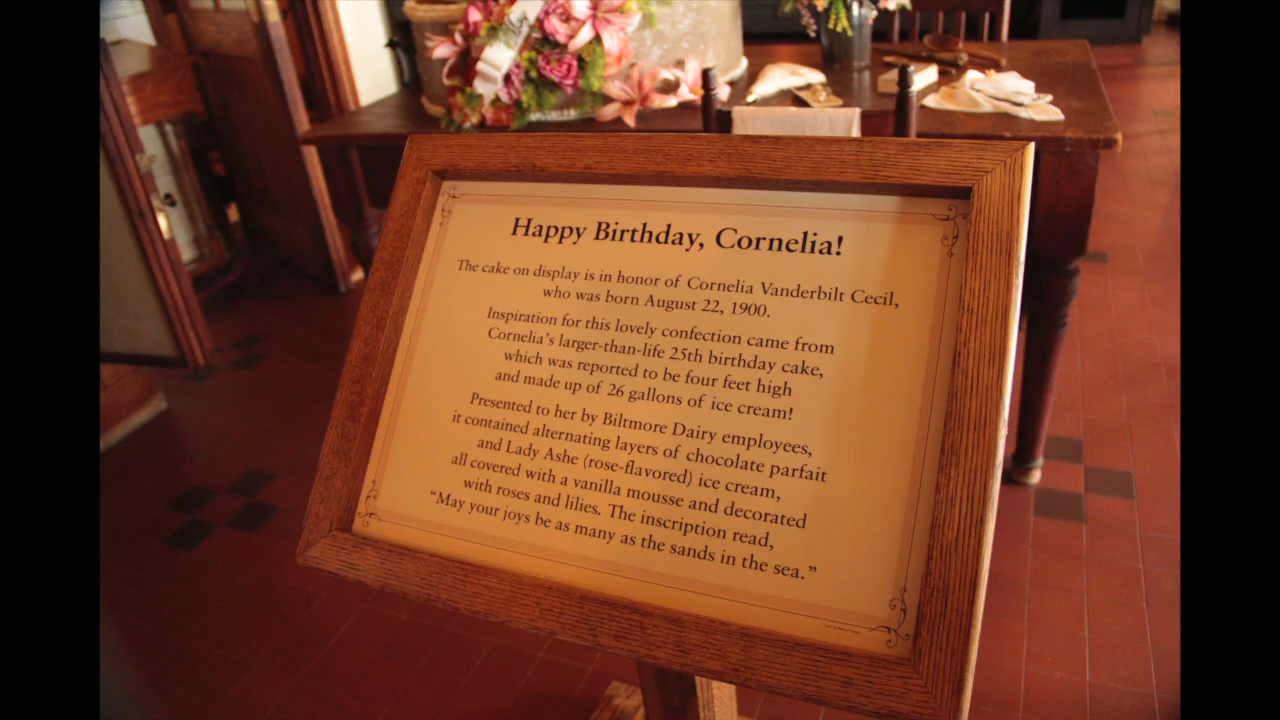 Happy Birthday, Cornelia!
The cake on display is in honor of Cornelia Vanderbilt Cecil,
who was born August 22, 1900.
Inspiration for this lovely confection came from
Cornelia's larger-than-life 25th birthday cake,
which was reported to be four feet high
and made up of 26 gallons of ice cream!
Presented to her by Biltmore Dairy employees,
it contained alternating layers of chocolate parfait
and Lady Ashe (rose-flavored) ice cream,
all covered with a vanilla mousse and decorated
with roses and lilies. The inscription read,
“May your joys be as many as the sands in the sea.”